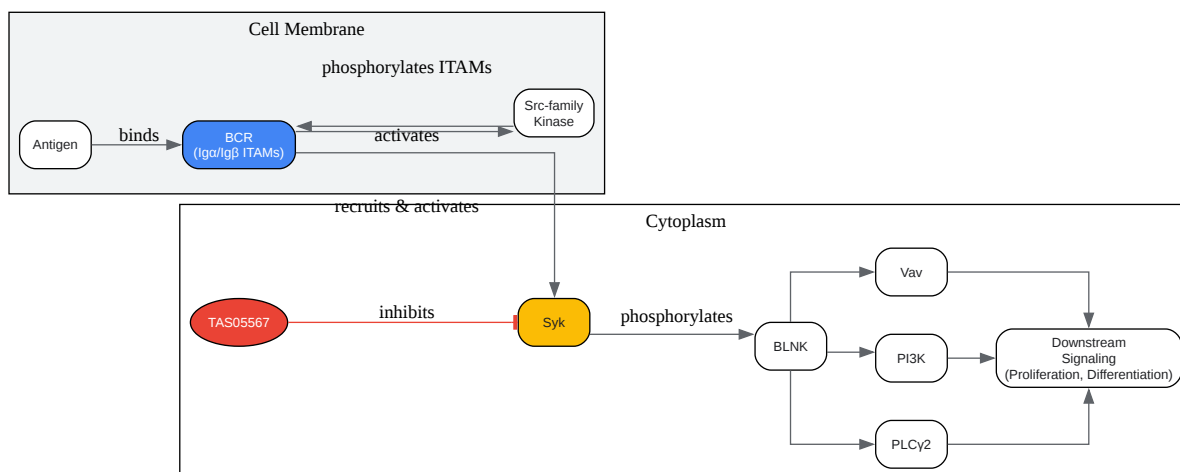 Cell Membrane
phosphorylates ITAMs
Src-family
Kinase
Antigen
binds
BCR
(Igα/Igβ ITAMs)
activates
recruits & activates
Cytoplasm
Vav
TAS05567
inhibits
Syk
phosphorylates
BLNK
PI3K
Downstream
Signaling
(Proliferation, Differentiation)
PLCγ2